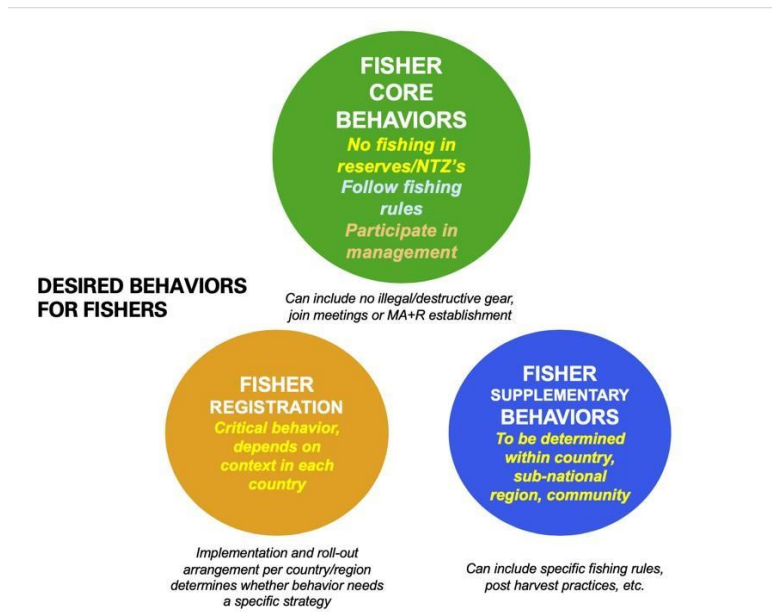 FISHER
CORE
BEHAVIORS
No fishing in
reserves/NTZ's
Follow fishing
rules
Participate in
management
DESIRED BEHAVIORS
FOR FISHERS
Can include no illegal/destructive gear,
join meetings or MA+R establishment
FISHER
REGISTRATION
Critical behavior,
depends on
context in each
country
Implementation and roll-out
arrangement per country/region
determines whether behavior needs
a specific strategy
FISHER
SUPPLEMENTARY
BEHAVIORS
To be determined
within country,
sub-national
region, community
Can include specific fishing rules,
post harvest practices, etc.